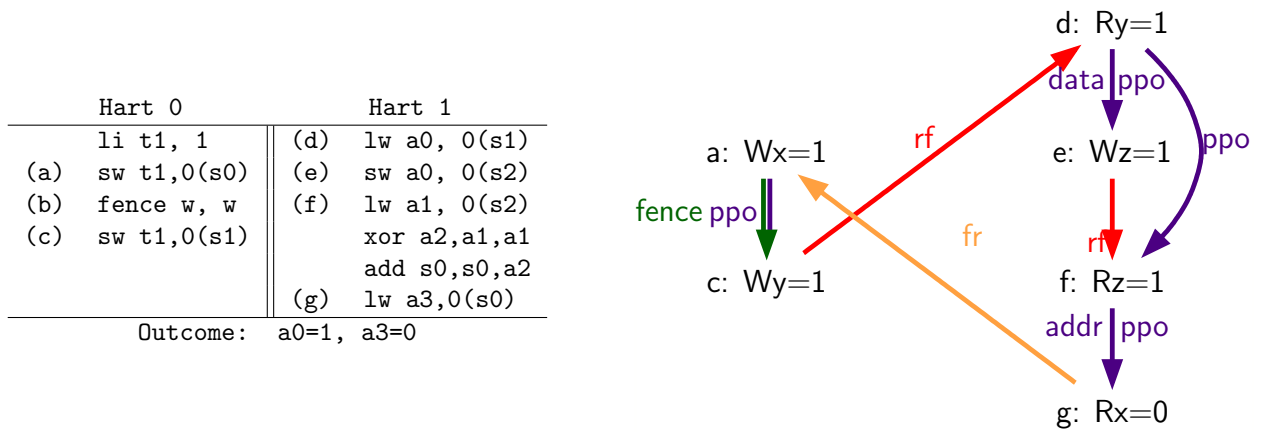 Hart 0 Hart 1
li t1, 1 (d) lw a0, 0(s1)
(a) sw t1,0(s0) (e) sw a0, 0(s2)
(b) fence w, w (f) lw a1, 0(s2)
(c) sw t1,0(s1) xor a2,a1,a1
add s0,s0,a2
(g) lw a3,0(s0)
Outcome: a0=1, a3=0
d: Ry=1
data ppo
rf
ppo
a: Wx=1
e: Wz=1
fence ppo
fr
rf
c: Wy=1
f: Rz=1
addr ppo
g: Rx=0